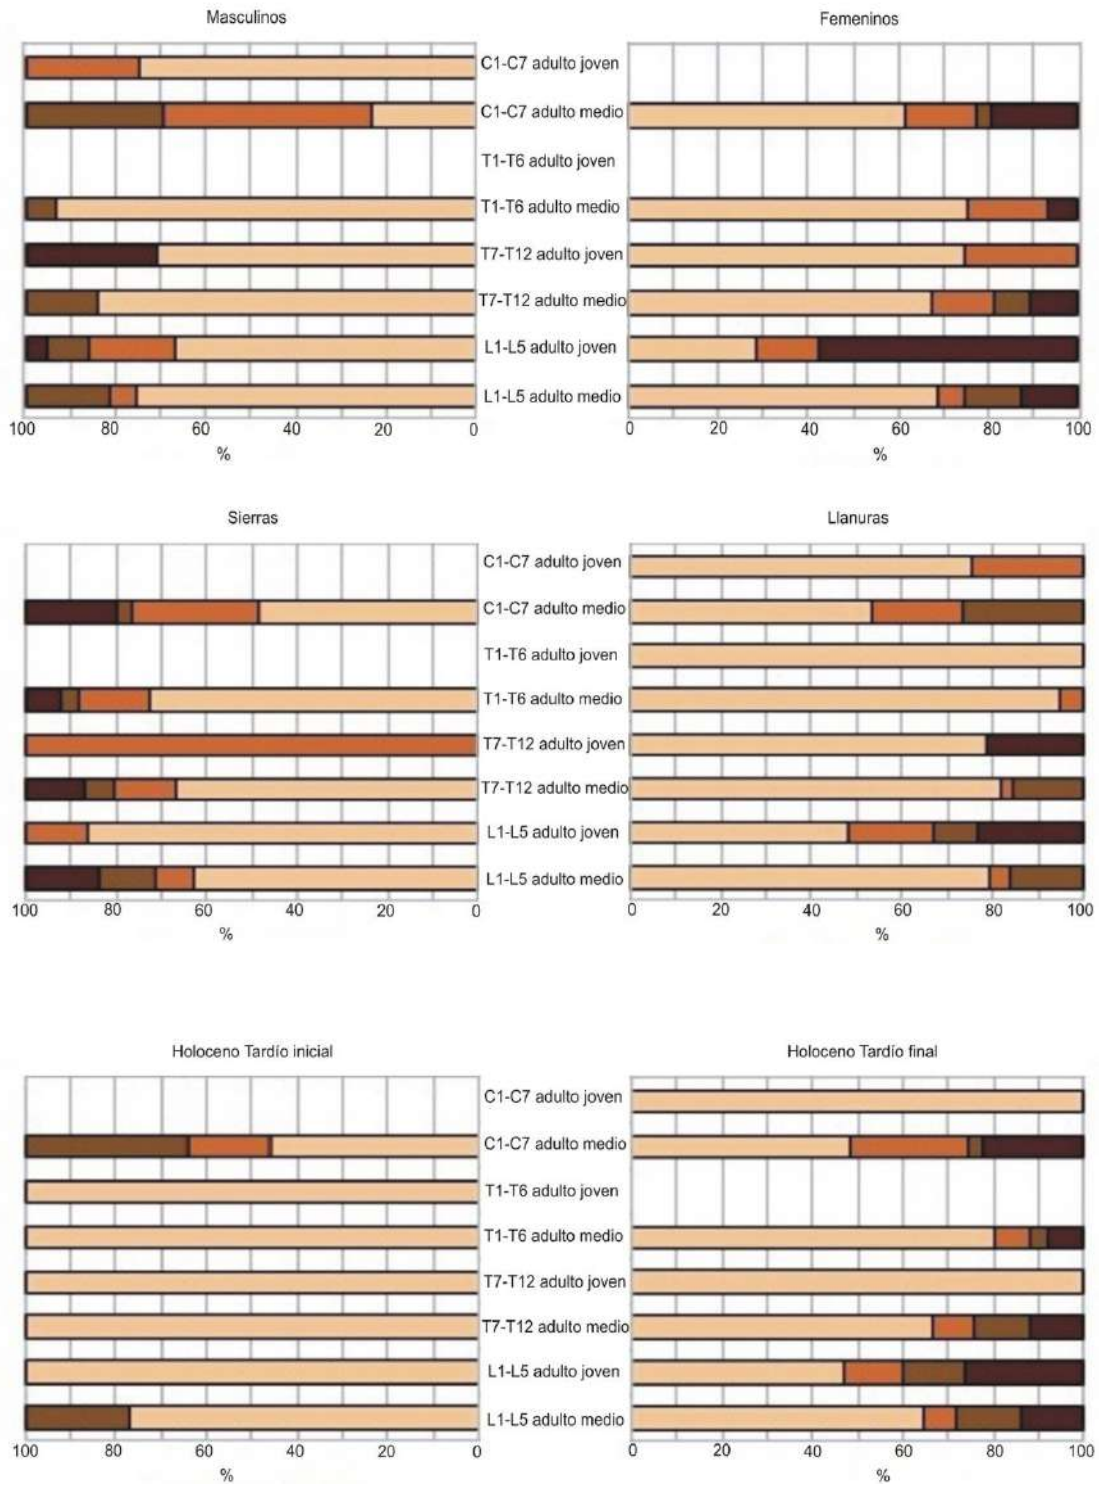 Masculinos
Femeninos
C1-C7 adulto joven
C1-C7 adulto medio
T1-T6 adulto joven
T1-T6 adulto medio
T7-T12 adulto joven
T7-T12 adulto medio
L1-L5 adulto joven
L1-L5 adulto medio
100 80 60 40 20 0
0 20 40 60 80 100
%
%
Sierras
Llanuras
C1-C7 adulto joven
C1-C7 adulto medio
T1-T6 adulto joven
T1-T6 adulto medio
T7-T12 adulto joven
T7-T12 adulto medio
L1-L5 adulto joven
L1-L5 adulto medio
100 80 60 40 20 0
0 20 40 60 80 100
%
%
Holoceno Tardío inicial
Holoceno Tardío final
C1-C7 adulto joven
C1-C7 adulto medio
T1-T6 adulto joven
T1-T6 adulto medio
T7-T12 adulto joven
T7-T12 adulto medio
L1-L5 adulto joven
L1-L5 adulto medio
100 80 60 40 20 0
0 20 40 60 80 100
%
%